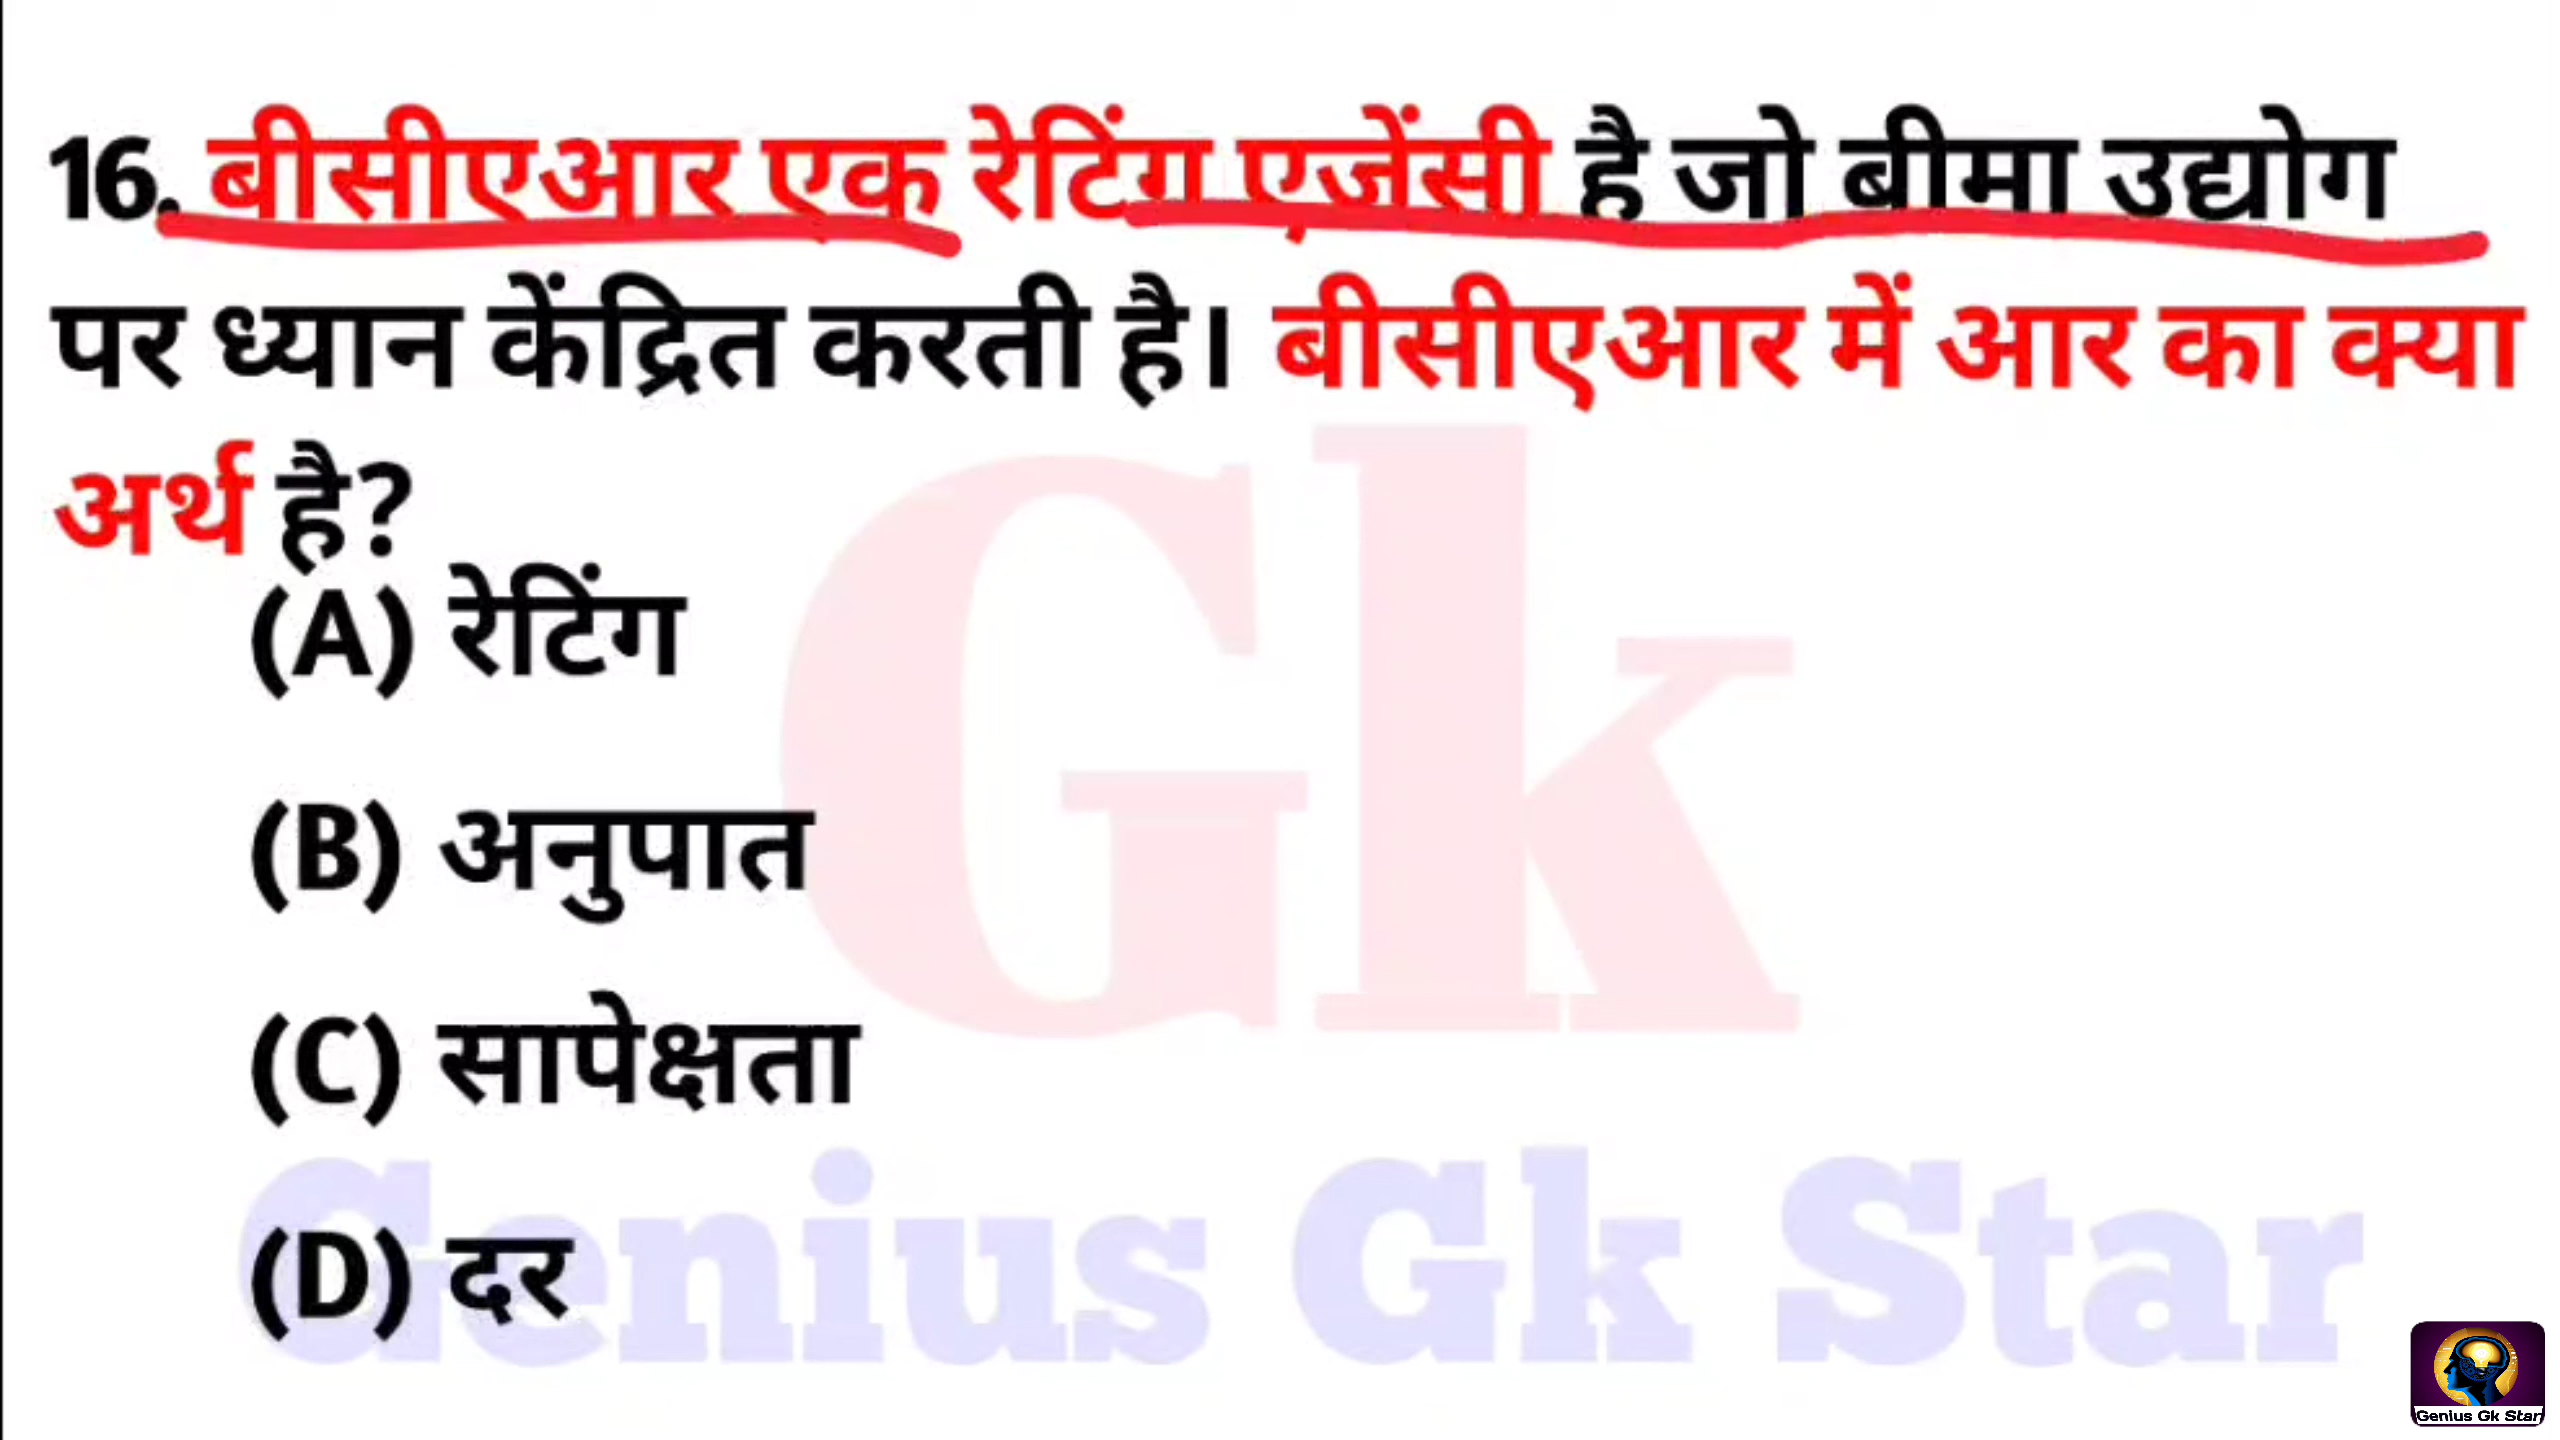 16. बीसीएआर एक रेटिंग एजेंसी है जो बीमा उद्योग
पर ध्यान केंद्रित करती है। बीसीएआर में आर का क्या
अर्थ है?
(A) रेटिंग
(B) अनुपात
(C) सापेक्षता
(D) दर
Gk
Genius Gk Star
Genius Gk Star